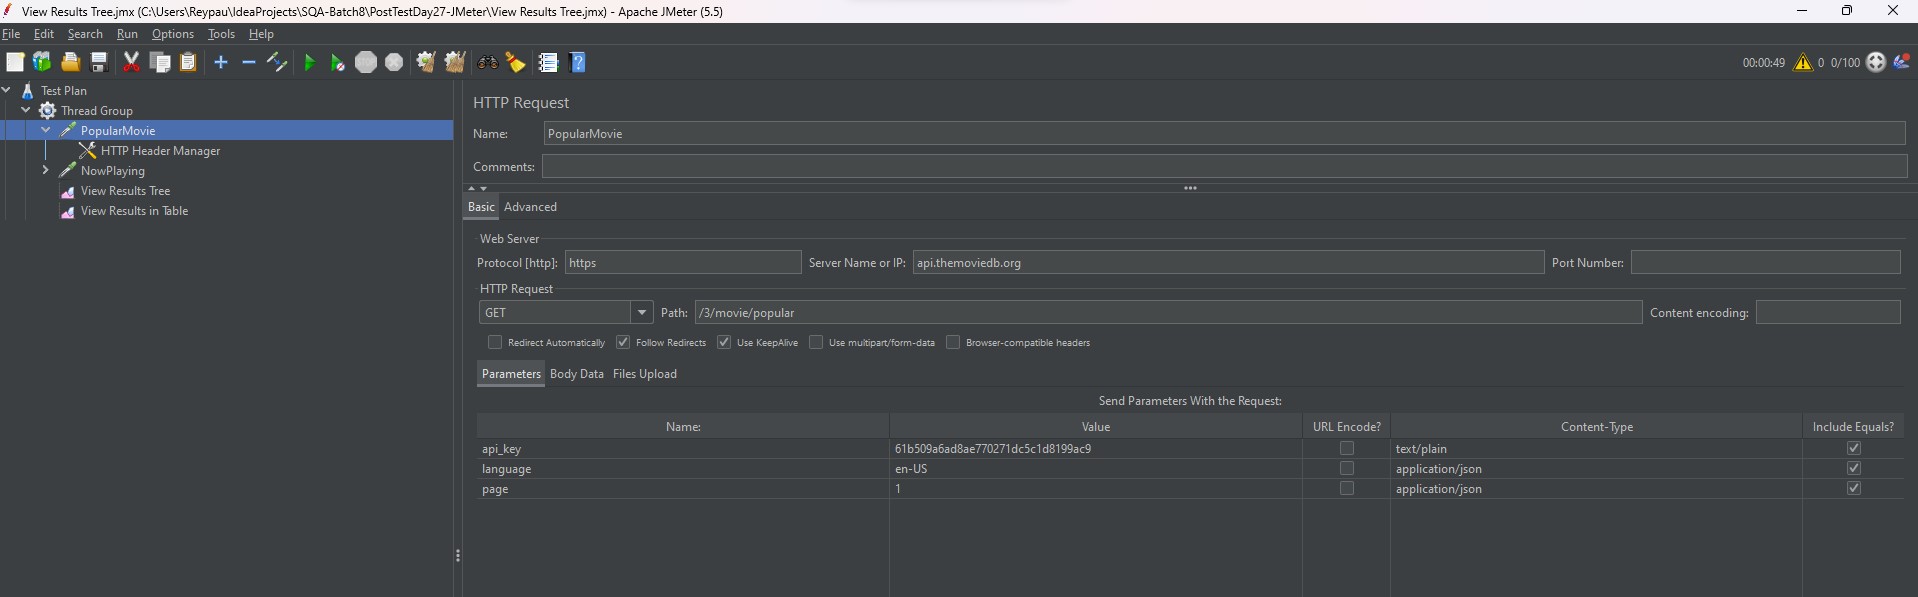 View Results Tree.jmx (C:\Users\Reypau\IdeaProjects\SQA-Batch8\PostTestDay27-JMeter\View Results Tree.jmx) - Apache JMeter (5.5)
File Edit Search Run Options Tools Help
STOP 00:00:49 0 0/100
Test Plan
Thread Group
PopularMovie
HTTP Header Manager
NowPlaying
View Results Tree
View Results in Table
HTTP Request
Name: PopularMovie
Comments:
Basic Advanced
Web Server
Protocol [http]: https Server Name or IP: api.themoviedb.org Port Number:
HTTP Request
GET Path: /3/movie/popular Content encoding:
Redirect Automatically Follow Redirects Use KeepAlive Use multipart/form-data Browser-compatible headers
Parameters Body Data Files Upload
Send Parameters With the Request:
Name: Value URL Encode? Content-Type Include Equals?
api_key 61b509a6ad8ae770271dc5c1d8199ac9 text/plain
language en-US application/json
page 1 application/json